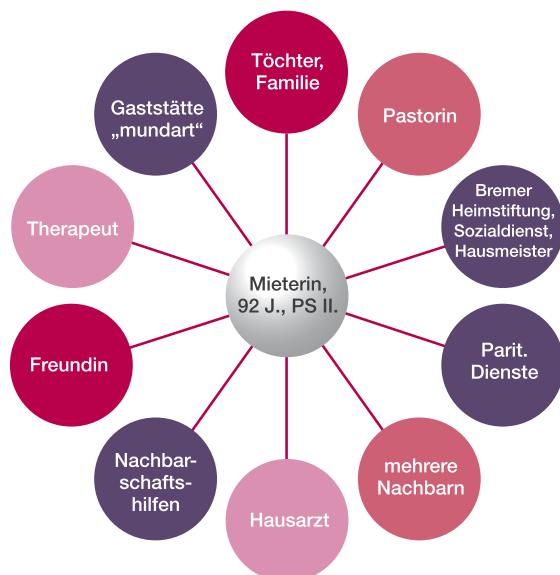 Töchter,
Familie
Gaststätte
„mundart“
Pastorin
Bremer
Heimstiftung,
Sozialdienst,
Hausmeister
Therapeut
Mieterin,
92 J., PS II.
Freundin
Parit.
Dienste
Nachbar-
schafts-
hilfen
mehrere
Nachbarn
Hausarzt